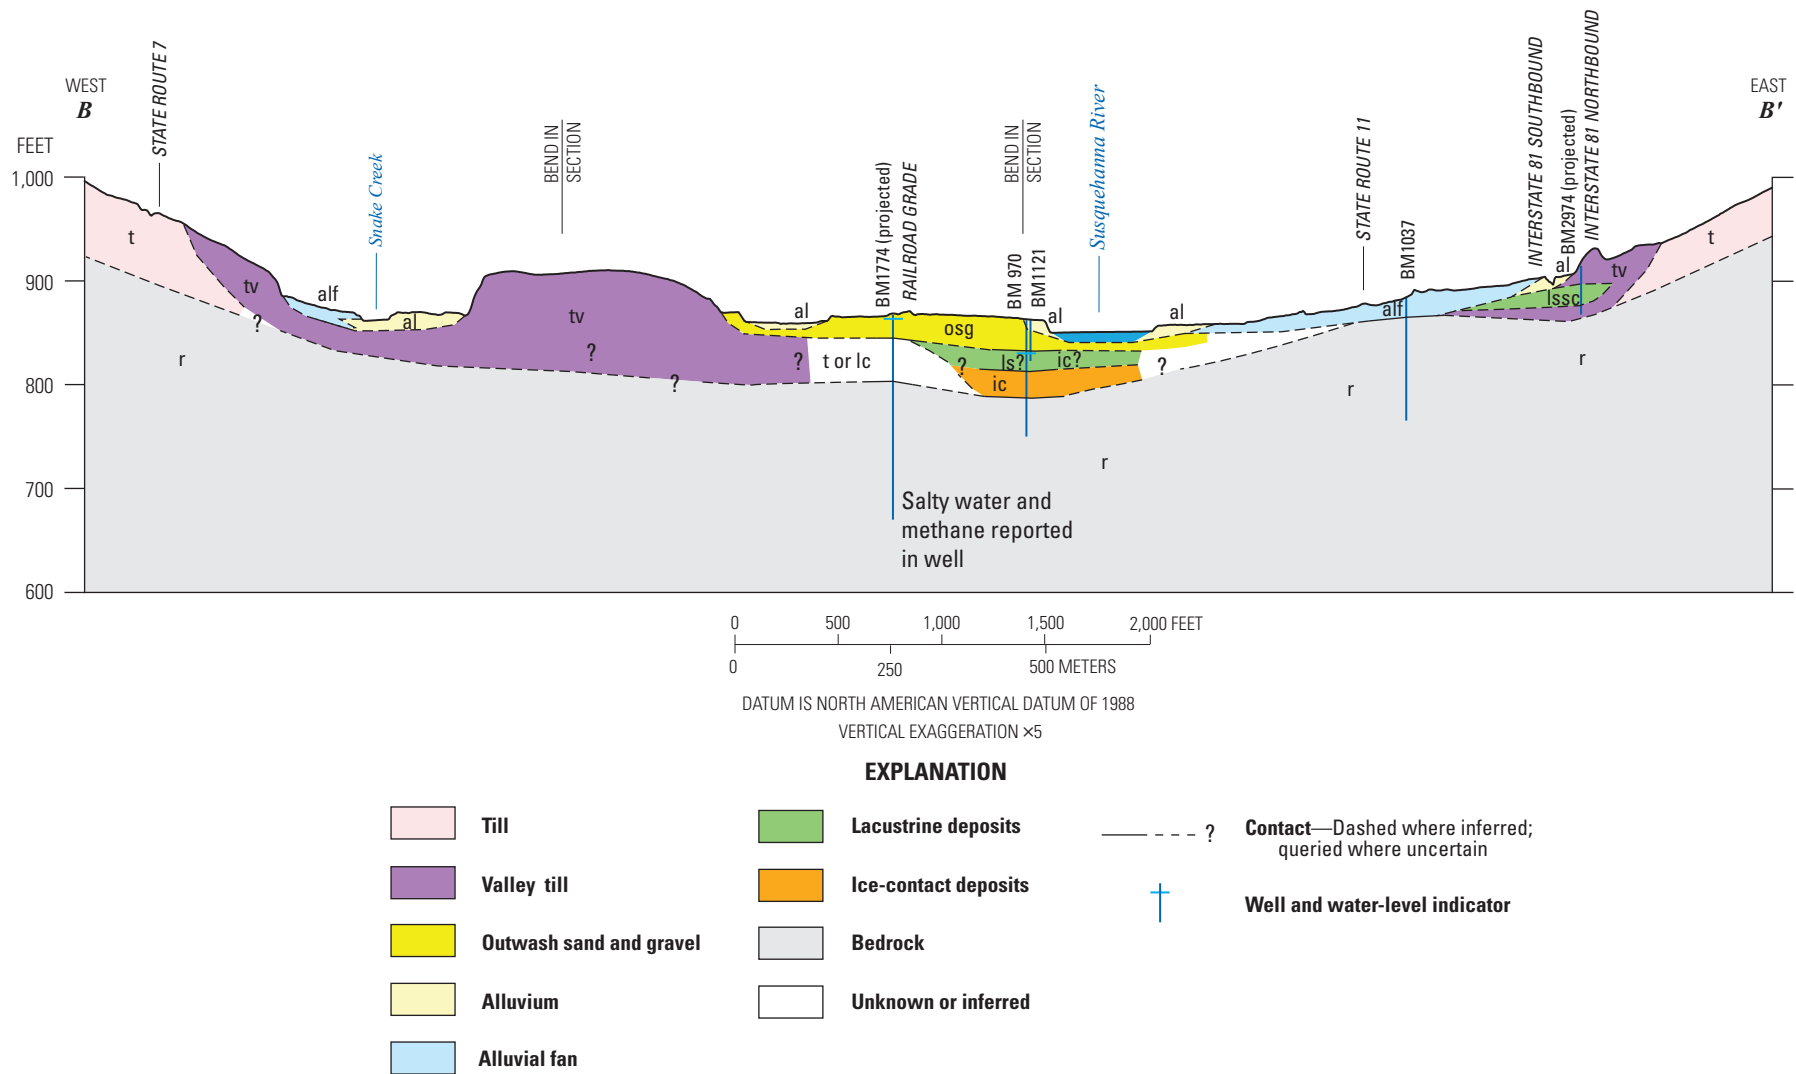 WEST
B
EAST
B'
FEET
STATE ROUTE 7
Snake Creek
BEND IN
SECTION
BM1774 (projected)
RAILROAD GRADE
BEND IN
SECTION
BM 970
BM1121
Susquehanna River
STATE ROUTE 11
BM1037
INTERSTATE 81 SOUTHBOUND
BM2974 (projected)
INTERSTATE 81 NORTHBOUND
1,000
900
800
700
600
t
tv
alf
al
?
r
tv
?
?
?
al
t or lc
osg
?
ls?
ic?
ic
al
al
?
r
r
alf
al
lssc
tv
t
r
Salty water and
methane reported
in well
0 500 1,000 1,500 2,000 FEET
0 250 500 METERS
DATUM IS NORTH AMERICAN VERTICAL DATUM OF 1988
VERTICAL EXAGGERATION ×5
EXPLANATION
Till
Valley till
Outwash sand and gravel
Alluvium
Alluvial fan
Lacustrine deposits
Ice-contact deposits
Bedrock
Unknown or inferred
? Contact—Dashed where inferred;
queried where uncertain
Well and water-level indicator